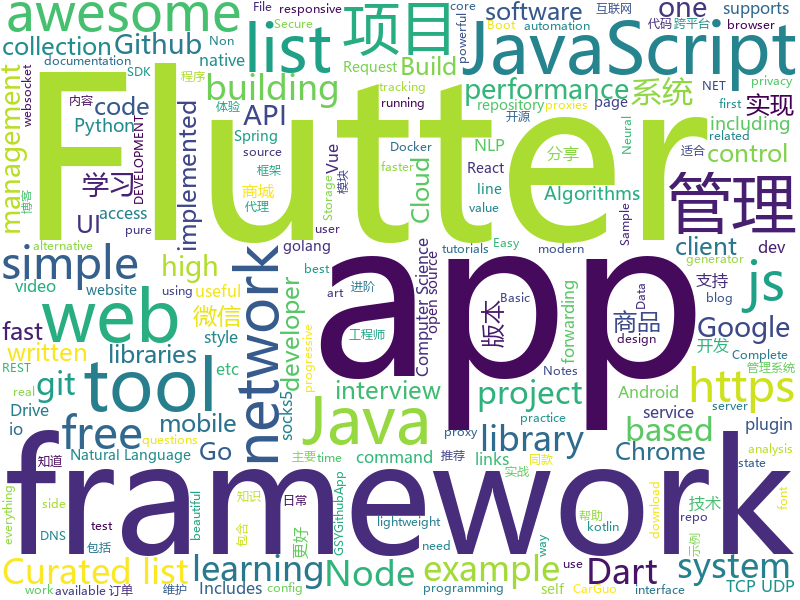 related File responsive native core 互联网 代码 跨平台
awesome list 项目 JavaScript
software one supports powerful Boot automation browser
collection Github Non documentation SDK 程序
native Request Build performance 系统 NET privacy
Flutter
websocket 内容 management code Python 体验 running
building repository proxies page tracking first
API Spring source 框架 商城 代理
implemented Cloud Vue 模块 React line
DEVELOPMENT 学习 UI access pure 博客
NLP 开源 分享 实现 适合 Neural including
Docker faster user golang Storage
Algorithms control 管理
simple high network client dev
video website alternative using useful 微信
app
developer Computer Science open source tutorials Easy
版本 商品 支持 modern generator
web fast written style libraries etc
js Google 开发 Sample blog
best art 进阶 Basic 工程师 design
Complete 管理系统 Notes
tool git Java interview forwarding https
REST real Drive mobile io socks5
project Android Data server
free Go Natural Language progressive questions
based service plugin practice
library command proxy 推荐 Chrome analysis state
framework
everything side 知道 DNS 主要 time 实战 同款
links 技术 test 包括
beautiful 包含 知识 日常 GSYGithubApp
lightweight 帮助 kotlin repo 示例 download font
way need 更好 config self programming
Curated list learning Includes Node example Dart system
work available 订单 维护 CarGuo use interface TCP UDP